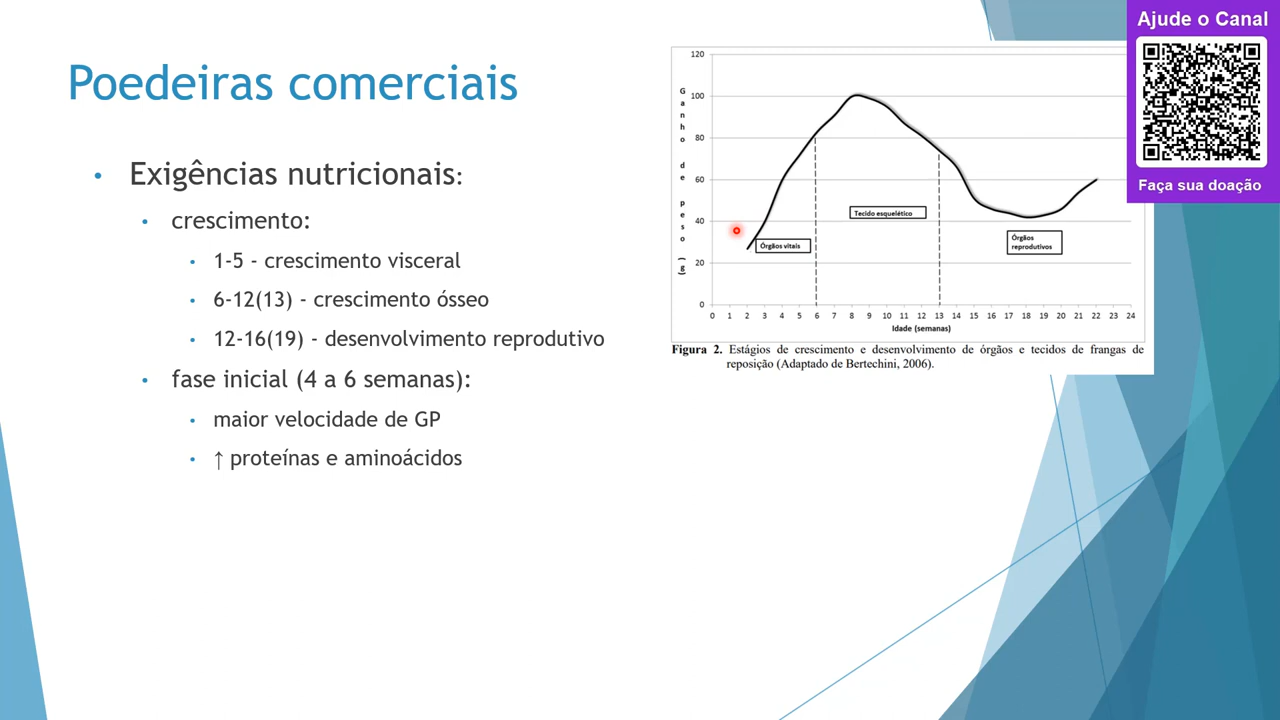 Poedeiras comerciais
• Exigências nutricionais:
• crescimento:
• 1-5 - crescimento visceral
• 6-12(13) - crescimento ósseo
• 12-16(19) - desenvolvimento reprodutivo
• fase inicial (4 a 6 semanas):
• maior velocidade de GP
• ↑ proteínas e aminoácidos
Ganho de peso (g)
120
100
80
60
40
20
0
Órgãos vitais
Tecido esquelético
Órgãos
reprodutivos
0 1 2 3 4 5 6 7 8 9 10 11 12 13 14 15 16 17 18 19 20 21 22 23 24
Idade (semanas)
Figura 2. Estágios de crescimento e desenvolvimento de órgãos e tecidos de frangas de
reposição (Adaptado de Bertechini, 2006).
Ajude o Canal
Faça sua doação